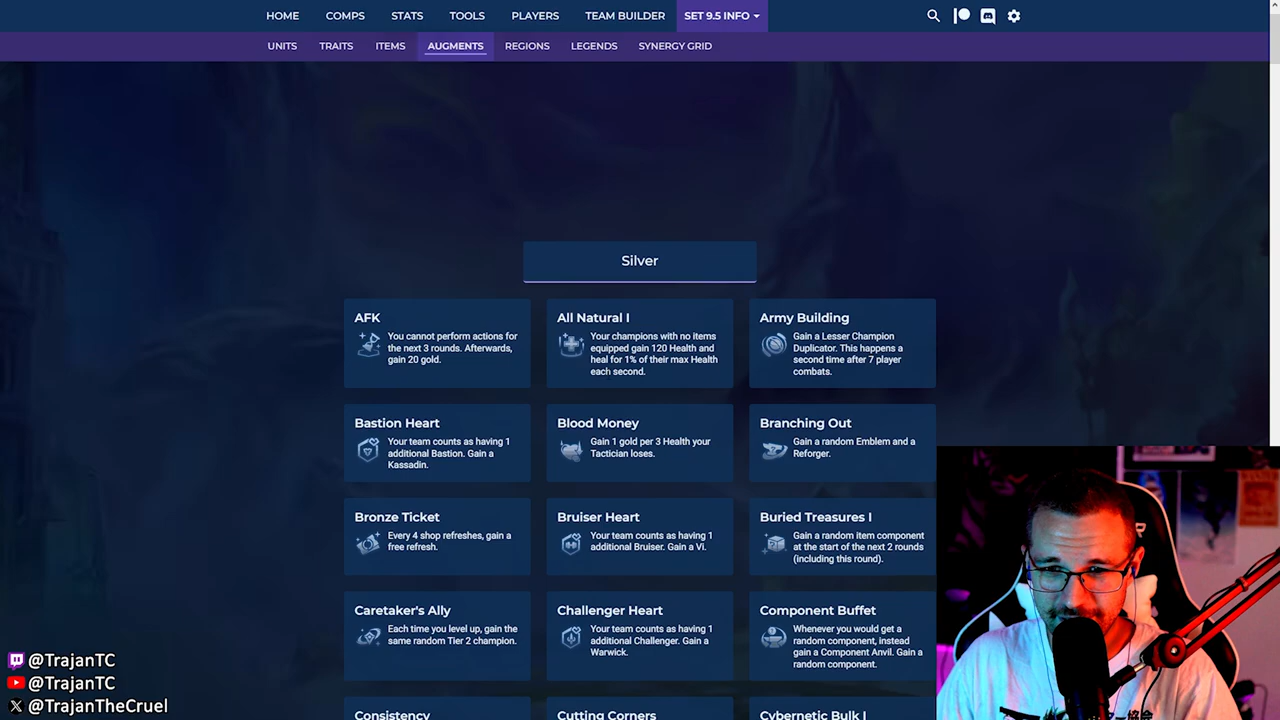 HOME COMPS STATS TOOLS PLAYERS TEAM BUILDER SET 9.5 INFO
UNITS TRAITS ITEMS AUGMENTS REGIONS LEGENDS SYNERGY GRID
Silver
AFK
You cannot perform actions for
the next 3 rounds. Afterwards,
gain 20 gold.
All Natural I
Your champions with no items
equipped gain 120 Health and
heal for 1% of their max Health
each second.
Army Building
Gain a Lesser Champion
Duplicator. This happens a
second time after 7 player
combats.
Bastion Heart
Your team counts as having 1
additional Bastion. Gain a
Kassadin.
Blood Money
Gain 1 gold per 3 Health your
Tactician loses.
Branching Out
Gain a random Emblem and a
Reforger.
Bronze Ticket
Every 4 shop refreshes, gain a
free refresh.
Bruiser Heart
Your team counts as having 1
additional Bruiser. Gain a Vi.
Buried Treasures I
Gain a random item component
at the start of the next 2 rounds
(including this round).
Caretaker's Ally
Each time you level up, gain the
same random Tier 2 champion.
Challenger Heart
Your team counts as having 1
additional Challenger. Gain a
Warwick.
Component Buffet
Whenever you would get a
random component, instead
gain a Component Anvil. Gain a
random component.
Consistency
Cutting Corners
Cybernetic Bulk I
@TrajanTC
@TrajanTC
@TrajanTheCruel